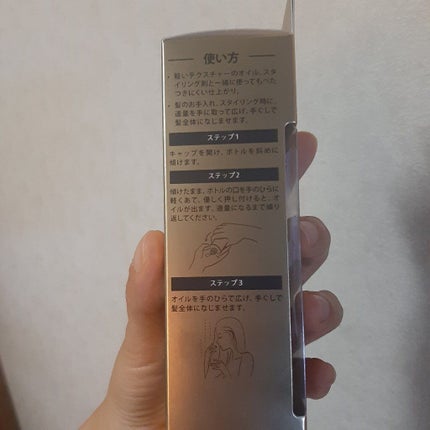 使い方
・軽いテクスチャーのオイル。スタ
イリング剤と一緒に使ってもべた
つきにくい仕上がり。
・髪のお手入れ、スタイリング時に、
適量を手に取って広げ、手ぐしで
髪全体になじませます。
ステップ1
キャップを開け、ボトルを斜めに
傾けます。
ステップ2
傾けたまま、ボトルの口を手のひらに
軽くあて、優しく押し付けると、オ
イルが出ます。適量になるまで繰り
返してください。
ステップ3
オイルを手のひらで広げ、手ぐしで
髪全体になじませます。